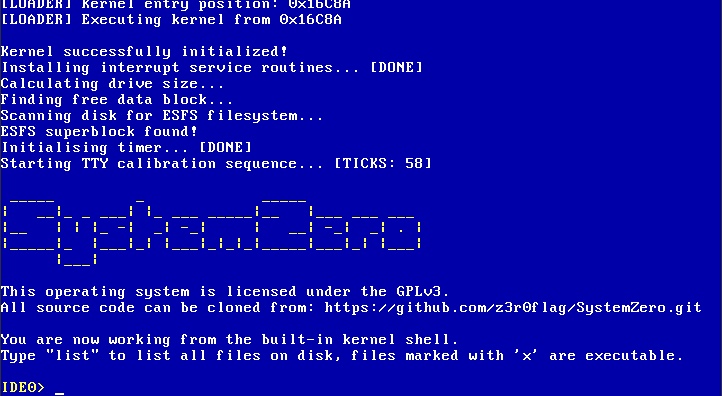 [LOADER] Kernel entry position: 0x16C8A
[LOADER] Executing kernel from 0x16C8A
Kernel successfully initialized!
Installing interrupt service routines... [DONE]
Calculating drive size...
Finding free data block...
Scanning disk for ESFS filesystem...
ESFS superblock found!
Initialising timer... [DONE]
Starting TTY calibration sequence... [TICKS: 58]
SystemZero
This operating system is licensed under the GPLv3.
All source code can be cloned from: https://github.com/z3r0flag/SystemZero.git
You are now working from the built-in kernel shell.
Type "list" to list all files on disk, files marked with 'x' are executable.
IDE0> _